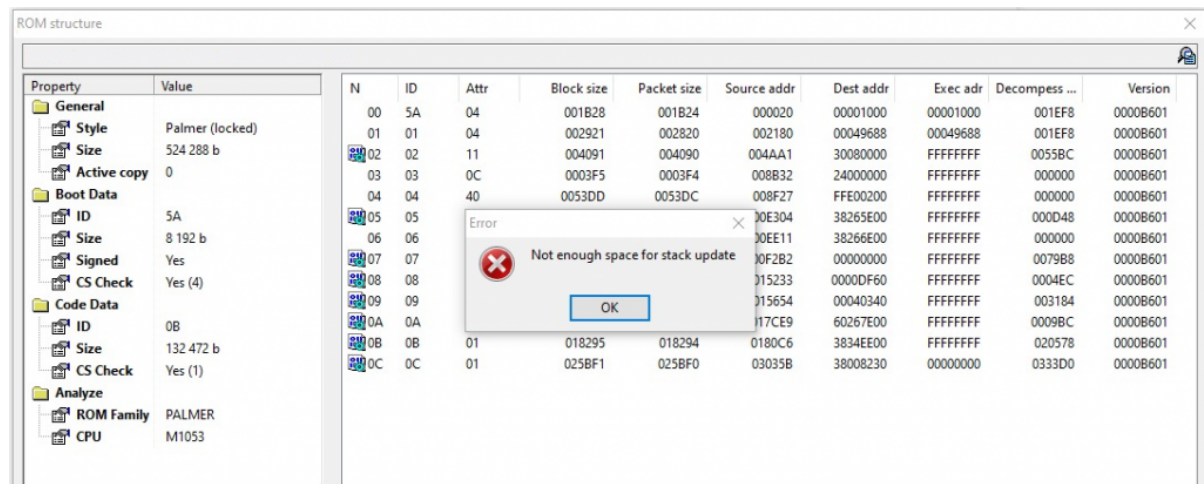 ROM structure
Property Value
General
Style Palmer (locked)
Size 524 288 b
Active copy 0
Boot Data
ID 5A
Size 8 192 b
Signed Yes
CS Check Yes (4)
Code Data
ID 0B
Size 132 472 b
CS Check Yes (1)
Analyze
ROM Family PALMER
CPU M1053
N ID Attr Block size Packet size Source addr Dest addr Exec adr Decompess ... Version
00 5A 04 001B28 001B24 000020 00001000 00001000 001EF8 0000B601
01 01 04 002921 002820 002180 00049688 00049688 001EF8 0000B601
02 02 11 004091 004090 004AA1 30080000 FFFFFFFF 0055BC 0000B601
03 03 0C 0003F5 0003F4 008B32 24000000 FFFFFFFF 000000 0000B601
04 04 40 0053DD 0053DC 008F27 FFE00200 FFFFFFFF 000000 0000B601
05 05 00E304 38265E00 FFFFFFFF 000D48 0000B601
06 06 00EE11 38266E00 FFFFFFFF 000000 0000B601
07 07 00F2B2 00000000 FFFFFFFF 0079B8 0000B601
08 08 015233 0000DF60 FFFFFFFF 0004EC 0000B601
09 09 015654 00040340 FFFFFFFF 003184 0000B601
0A 0A 017CE9 60267E00 FFFFFFFF 0009BC 0000B601
0B 0B 01 018295 018294 0180C6 3834EE00 FFFFFFFF 020578 0000B601
0C 0C 01 025BF1 025BF0 03035B 38008230 00000000 0333D0 0000B601
Error
Not enough space for stack update
OK